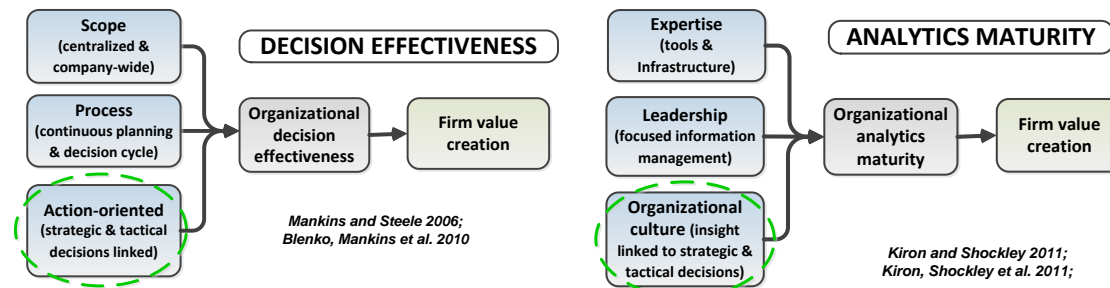 DECISION EFFECTIVENESS
Scope
(centralized &
company-wide)
Process
(continuous planning
& decision cycle)
Action-oriented
(strategic & tactical
decisions linked)
Organizational
decision
effectiveness
Firm value
creation
Mankins and Steele 2006;
Blenko, Mankins et al. 2010
ANALYTICS MATURITY
Expertise
(tools &
Infrastructure)
Leadership
(focused information
management)
Organizational
culture (insight
linked to strategic &
tactical decisions)
Organizational
analytics
maturity
Firm value
creation
Kiron and Shockley 2011;
Kiron, Shockley et al. 2011;